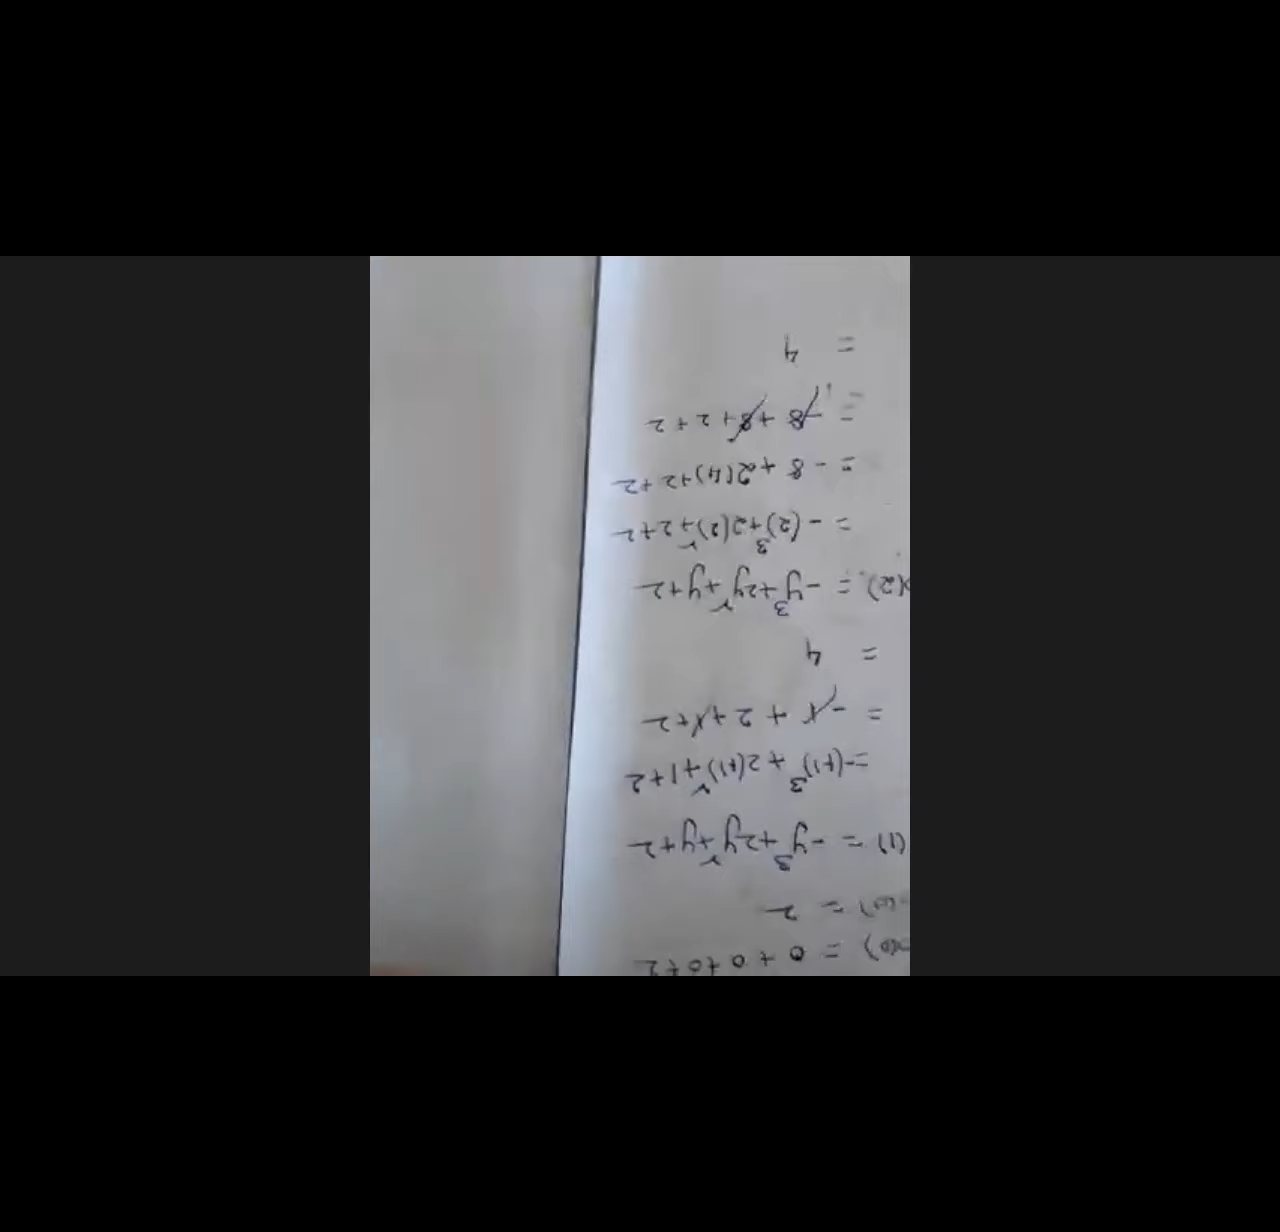 p(0) = 0 + 0 + 0 + 2
p(0) = 2
(1) = -y³ + 2y² + y + 2
= -(+1)³ + 2(+1)² + 1 + 2
= -1 + 2 + 1 + 2
= 4
p(2) = -y³ + 2y² + y + 2
= -(2)³ + 2(2)² + 2 + 2
= -8 + 2(4) + 2 + 2
= -8 + 8 + 2 + 2
= 4